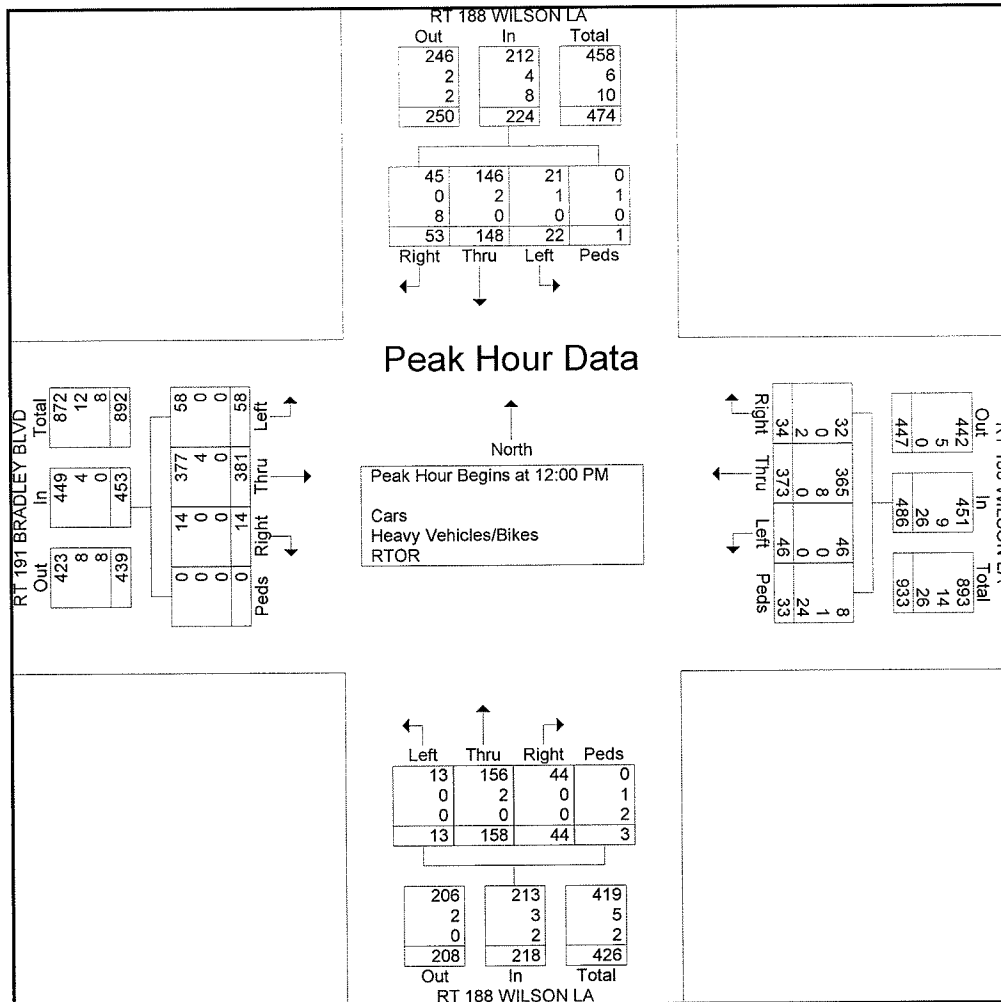 RT 188 WILSON LA
Out In Total
246 212 458
2 4 6
2 8 10
250 224 474
45 146 21 0
0 2 1 1
8 0 0 0
53 148 22 1
Right Thru Left Peds
Peak Hour Data
North
Peak Hour Begins at 12:00 PM
Cars
Heavy Vehicles/Bikes
RTOR
RT 191 BRADLEY BLVD
Out In Total
423 449 872
8 4 12
8 0 8
439 453 892
Peds Right Thru Left
0 14 377 58
0 0 4 0
0 0 0 0
0 14 381 58
Out In Total
442 451 893
5 9 14
0 26 26
447 486 933
Right Thru Left Peds
32 365 46 8
0 8 0 1
2 0 0 24
34 373 46 33
Left Thru Right Peds
13 156 44 0
0 2 0 1
0 0 0 2
13 158 44 3
206 213 419
2 3 5
0 2 2
208 218 426
Out In Total
RT 188 WILSON LA